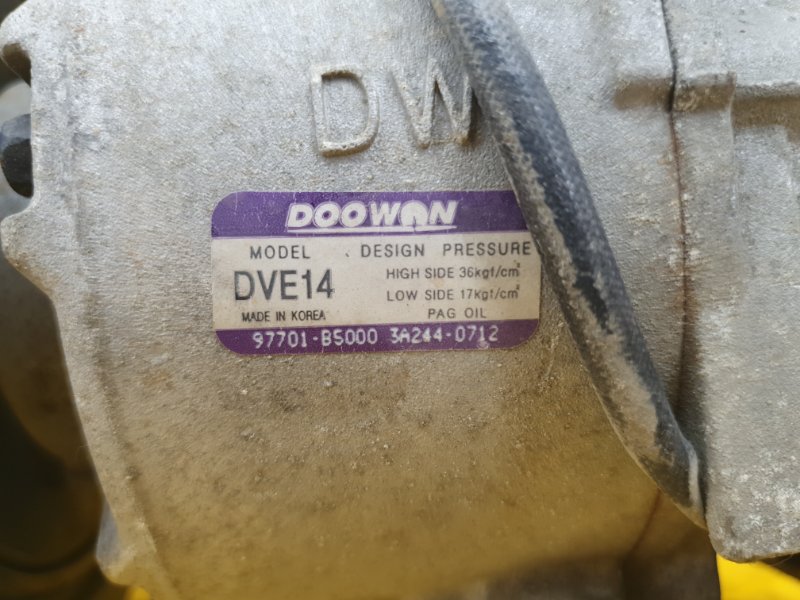 DW
DOOWON
MODEL DESIGN PRESSURE
DVE14 HIGH SIDE 36kgf/cm²
LOW SIDE 17kgf/cm²
MADE IN KOREA PAG OIL
97701-B5000 3A244-0712